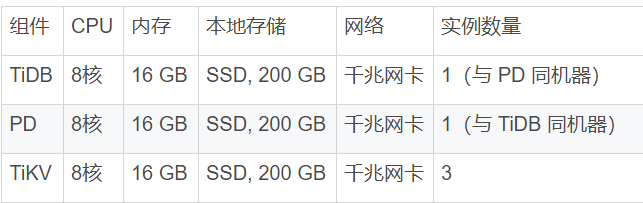 组件 CPU 内存 本地存储 网络 实例数量
TiDB 8核 16 GB SSD, 200 GB 千兆网卡 1 (与 PD 同机器)
PD 8核 16 GB SSD, 200 GB 千兆网卡 1 (与 TiDB 同机器)
TiKV 8核 16 GB SSD, 200 GB 千兆网卡 3